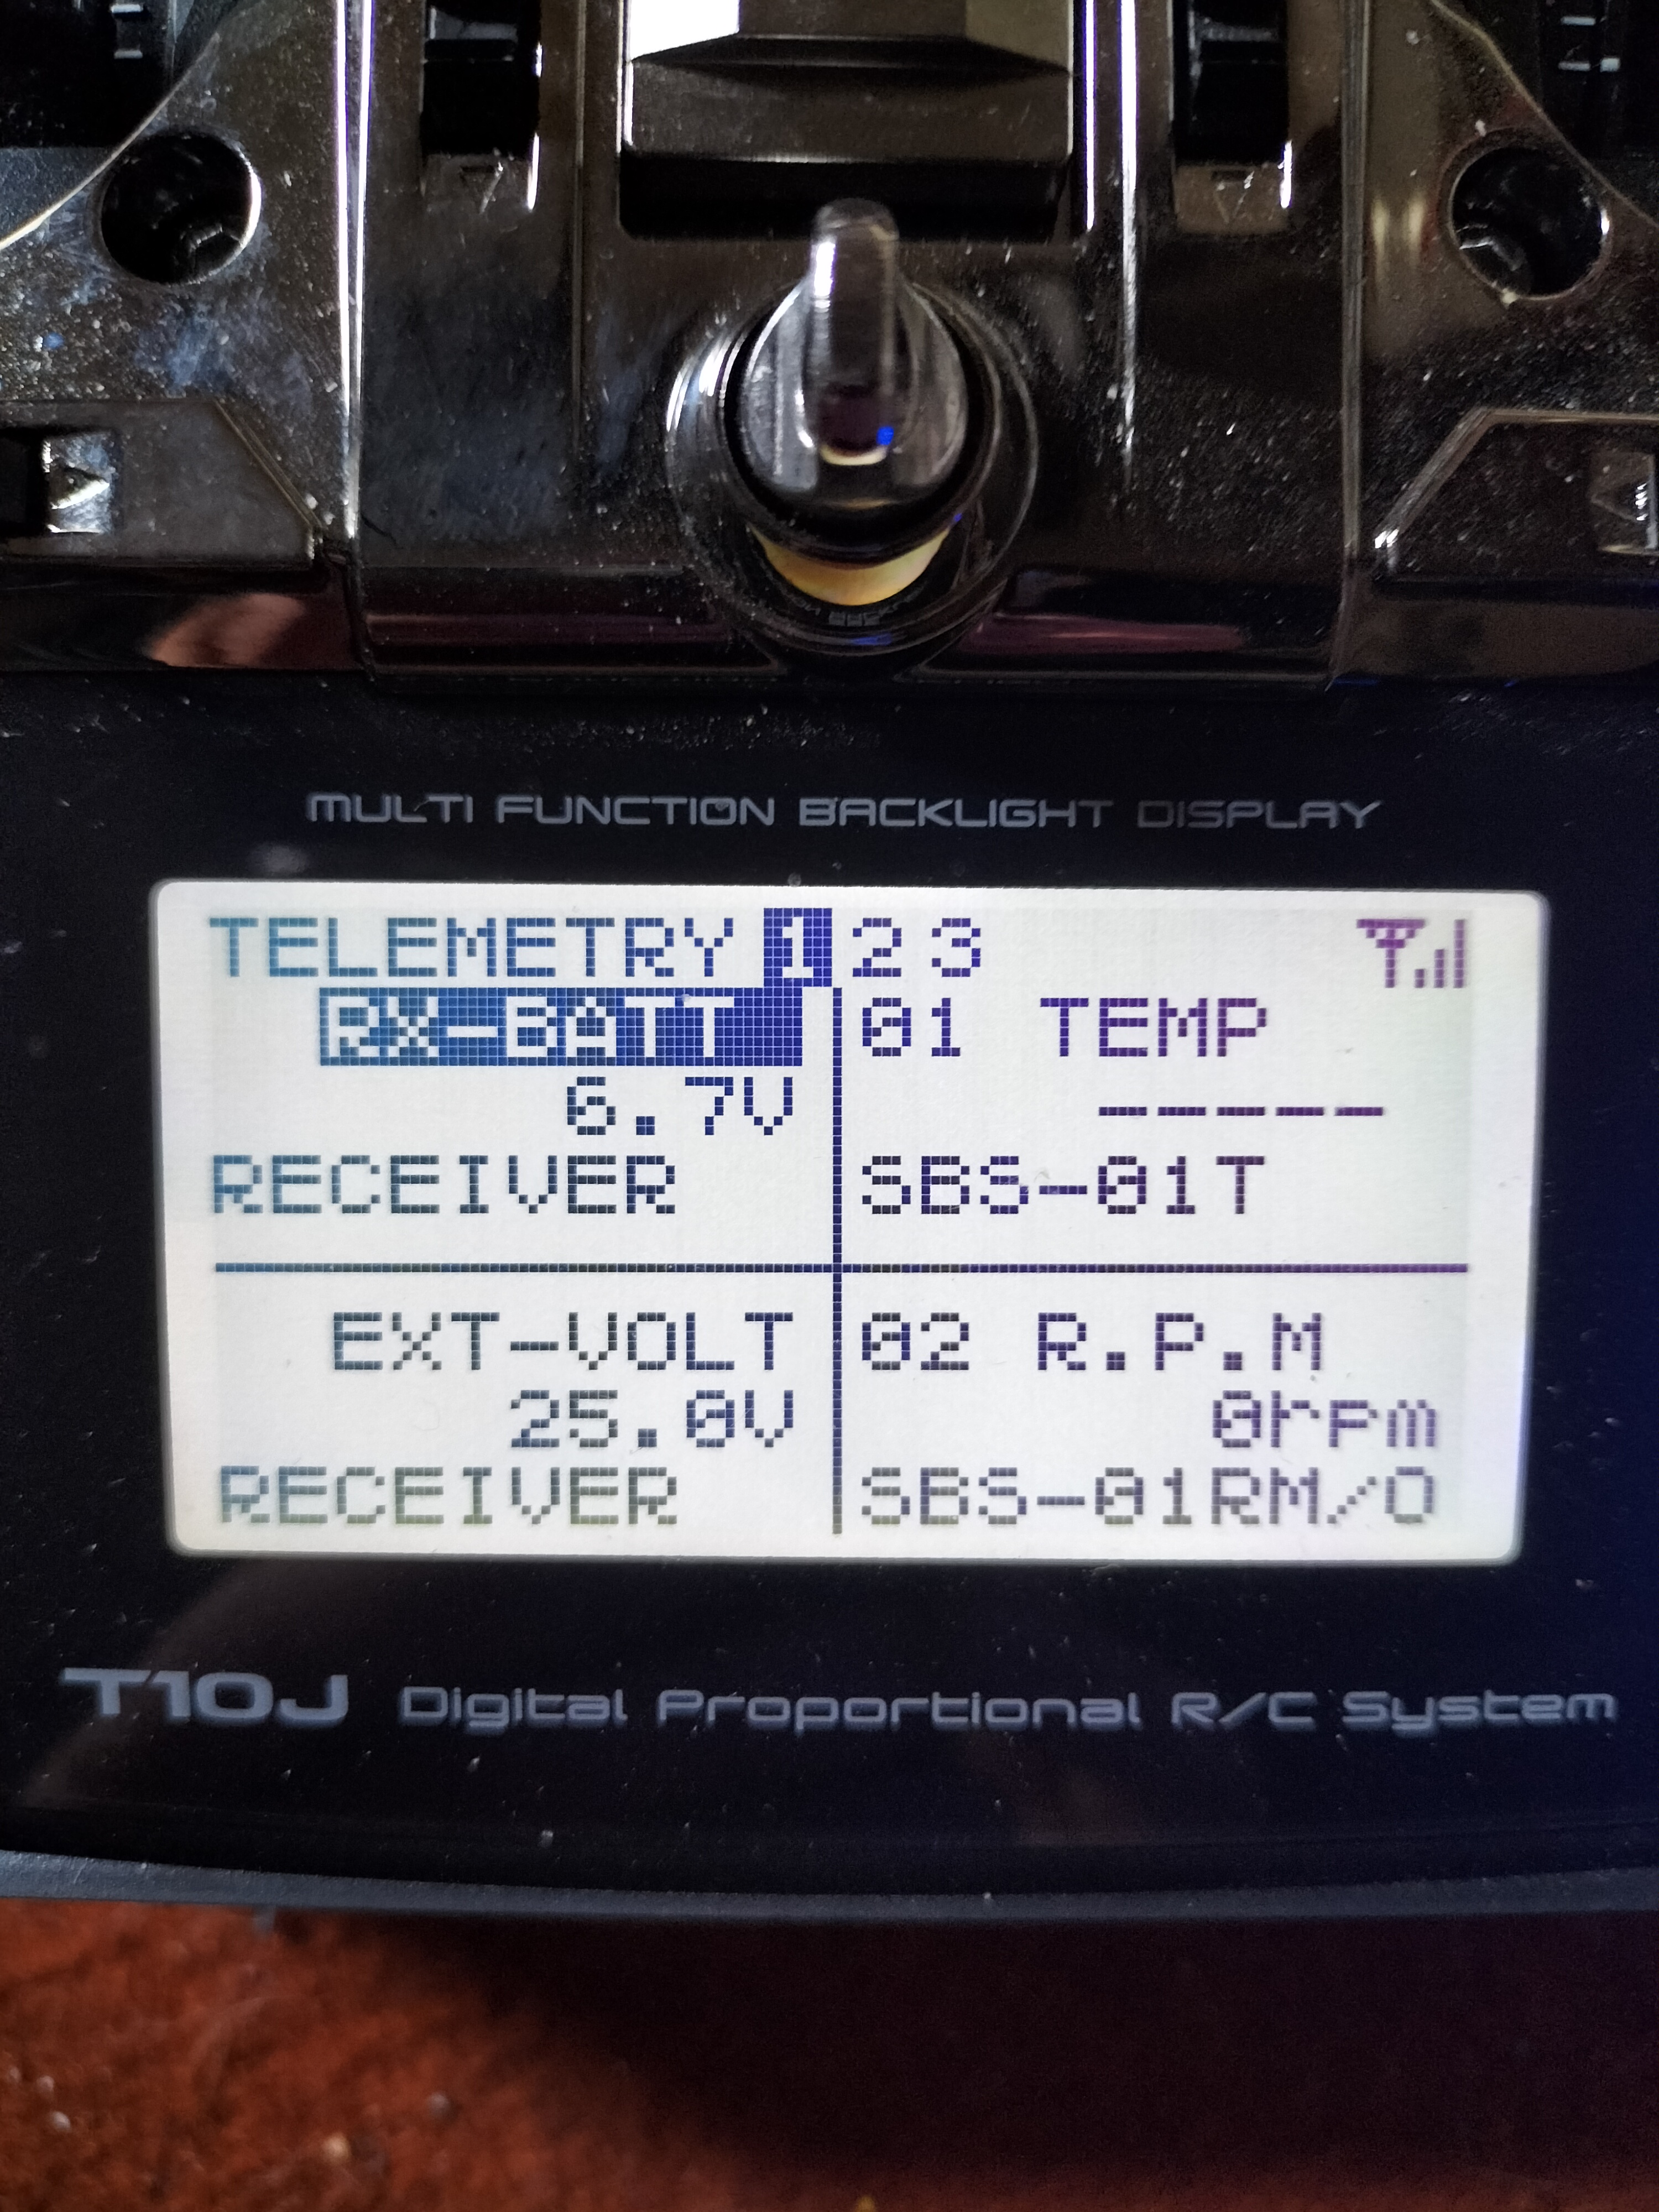 MULTI FUNCTION BACKLIGHT DISPLAY
TELEMETRY 1 2 3
RX-BATT
6.7V
RECEIVER
01 TEMP
-----
SBS-01T
EXT-VOLT
25.0V
RECEIVER
02 R.P.M
0rpm
SBS-01RM/O
T10J Digital Proportional R/C System